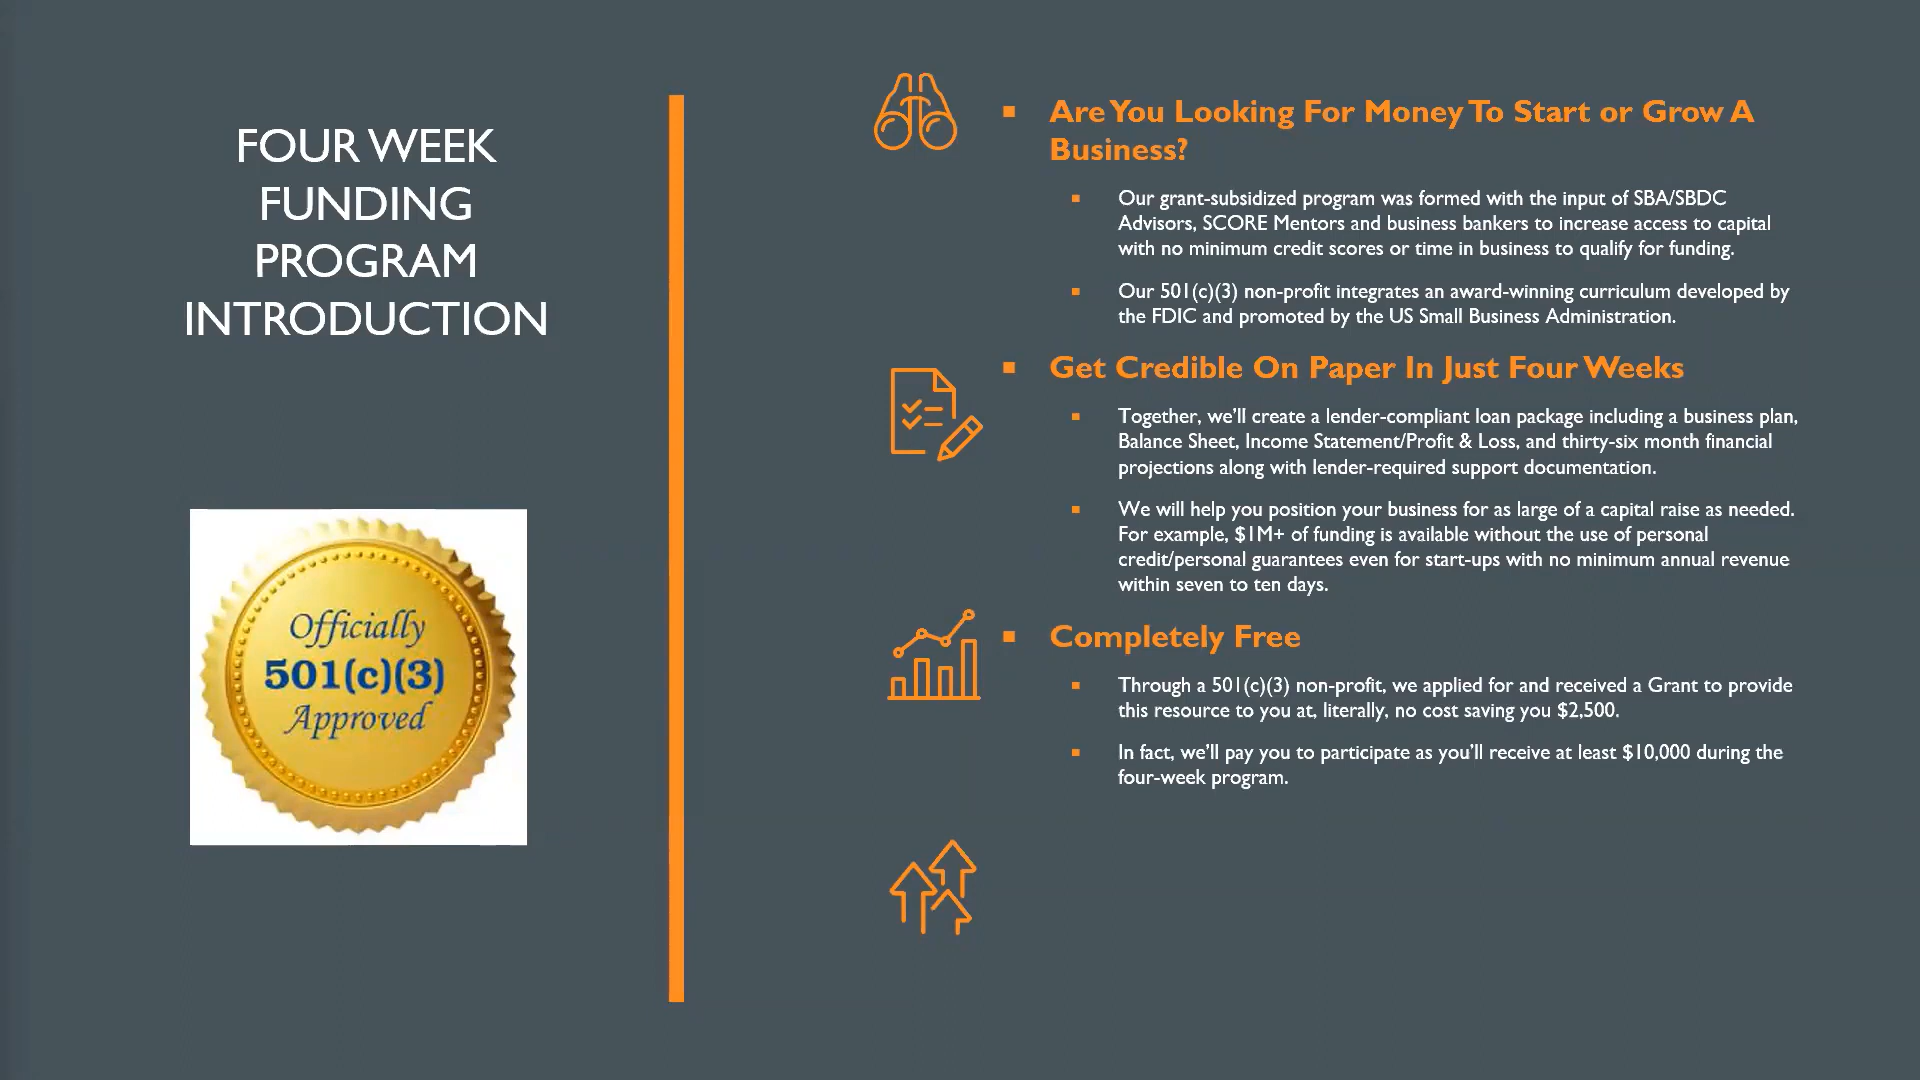 FOUR WEEK
FUNDING
PROGRAM
INTRODUCTION
Officially
501(c)(3)
Approved
Are You Looking For Money To Start or Grow A
Business?
Our grant-subsidized program was formed with the input of SBA/SBDC
Advisors, SCORE Mentors and business bankers to increase access to capital
with no minimum credit scores or time in business to qualify for funding.
Our 501(c)(3) non-profit integrates an award-winning curriculum developed by
the FDIC and promoted by the US Small Business Administration.
Get Credible On Paper In Just Four Weeks
Together, we'll create a lender-compliant loan package including a business plan,
Balance Sheet, Income Statement/Profit & Loss, and thirty-six month financial
projections along with lender-required support documentation.
We will help you position your business for as large of a capital raise as needed.
For example, $1M+ of funding is available without the use of personal
credit/personal guarantees even for start-ups with no minimum annual revenue
within seven to ten days.
Completely Free
Through a 501(c)(3) non-profit, we applied for and received a Grant to provide
this resource to you at, literally, no cost saving you $2,500.
In fact, we'll pay you to participate as you'll receive at least $10,000 during the
four-week program.